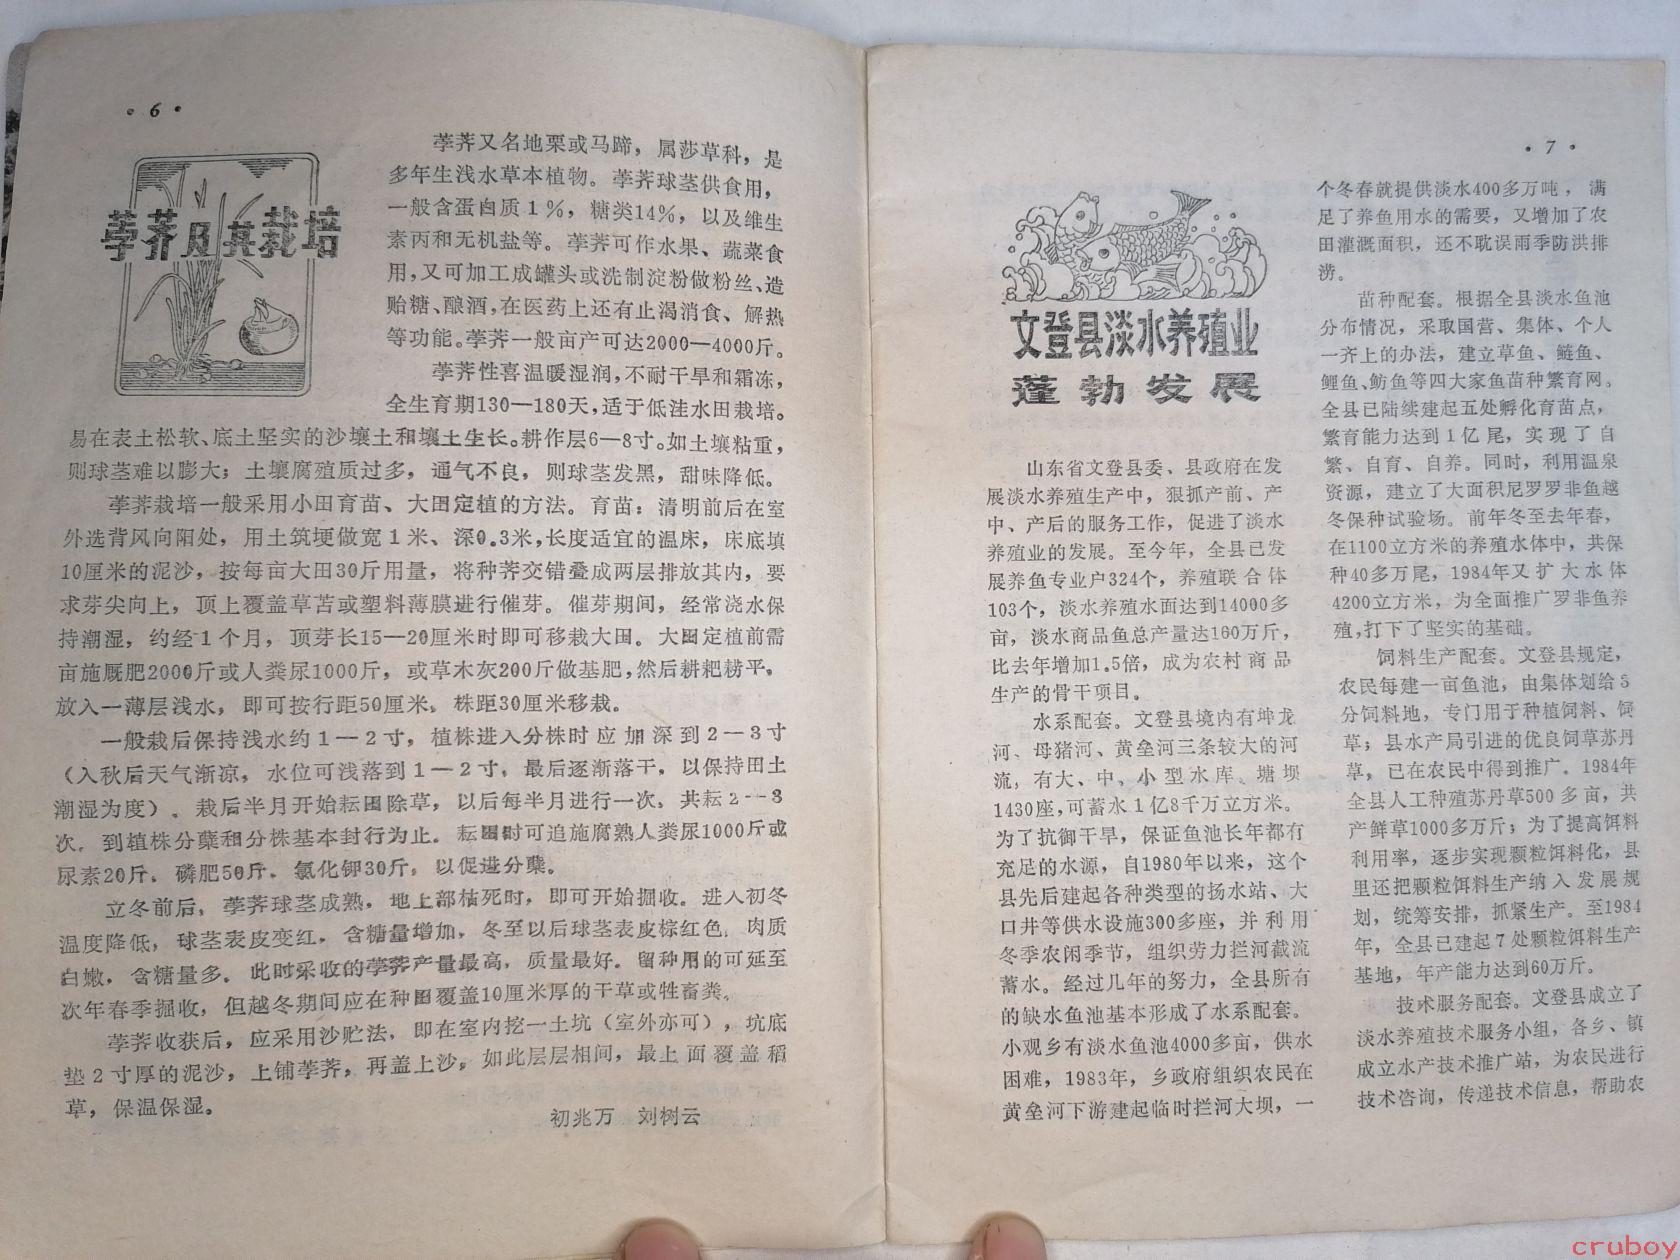 ·6·
荸荠及其栽培
荸荠又名地栗或马蹄，属莎草科，是
多年生浅水草本植物。荸荠球茎供食用，
一般含蛋白质1%，糖类14%，以及维生
素丙和无机盐等。荸荠可作水果、蔬菜食
用，又可加工成罐头或洗制淀粉做粉丝、造
贻糖、酿酒，在医药上还有止渴消食、解热
等功能。荸荠一般亩产可达2000—4000斤。
荸荠性喜温暖湿润，不耐干旱和霜冻，
全生育期130—180天，适于低洼水田栽培。
易在表土松软、底土坚实的沙壤土和壤土生长。耕作层6—8寸。如土壤粘重，
则球茎难以膨大；土壤腐殖质过多，通气不良，则球茎发黑，甜味降低。
荸荠栽培一般采用小田育苗、大田定植的方法。育苗：清明前后在室
外选背风向阳处，用土筑埂做宽1米、深0.3米，长度适宜的温床，床底填
10厘米的泥沙，按每亩大田30斤用量，将种荠交错叠成两层排放其内，要
求芽尖向上，顶上覆盖草苫或塑料薄膜进行催芽。催芽期间，经常浇水保
持潮湿，约经1个月，顶芽长15—20厘米时即可移栽大田。大田定植前需
亩施厩肥2000斤或人粪尿1000斤，或草木灰200斤做基肥，然后耕耙耢平。
放入一薄层浅水，即可按行距50厘米，株距30厘米移栽。
一般栽后保持浅水约1—2寸，植株进入分株时应加深到2—3寸
（入秋后天气渐凉，水位可浅落到1—2寸，最后逐渐落干，以保持田土
潮湿为度）。栽后半月开始耘田除草，以后每半月进行一次，共耘2—3
次，到植株分蘖和分株基本封行为止。耘田时可追施腐熟人粪尿1000斤或
尿素20斤，磷肥50斤，氯化钾30斤，以促进分蘖。
立冬前后，荸荠球茎成熟，地上部枯死时，即可开始掘收。进入初冬
温度降低，球茎表皮变红，含糖量增加，冬至以后球茎表皮棕红色，肉质
白嫩，含糖量多。此时采收的荸荠产量最高，质量最好。留种用的可延至
次年春季掘收，但越冬期间应在种田覆盖10厘米厚的干草或牲畜粪。
荸荠收获后，应采用沙贮法，即在室内挖一土坑（室外亦可），坑底
垫2寸厚的泥沙，上铺荸荠，再盖上沙，如此层层相间，最上面覆盖稻
草，保温保湿。
初兆万 刘树云
·7·
文登县淡水养殖业
蓬勃发展
山东省文登县委、县政府在发
展淡水养殖生产中，狠抓产前、产
中、产后的服务工作，促进了淡水
养殖业的发展。至今年，全县已发
展养鱼专业户324个，养殖联合体
103个，淡水养殖水面达到14000多
亩，淡水商品鱼总产量达160万斤，
比去年增加1.5倍，成为农村商品
生产的骨干项目。
水系配套。文登县境内有坤龙
河、母猪河、黄垒河三条较大的河
流，有大、中、小型水库、塘坝
1430座，可蓄水1亿8千万立方米。
为了抗御干旱，保证鱼池长年都有
充足的水源，自1980年以来，这个
县先后建起各种类型的扬水站、大
口井等供水设施300多座，并利用
冬季农闲季节，组织劳力拦河截流
蓄水。经过几年的努力，全县所有
的缺水鱼池基本形成了水系配套。
小观乡有淡水鱼池4000多亩，供水
困难，1983年，乡政府组织农民在
黄垒河下游建起临时拦河大坝，一
个冬春就提供淡水400多万吨，满
足了养鱼用水的需要，又增加了农
田灌溉面积，还不耽误雨季防洪排
涝。
苗种配套。根据全县淡水鱼池
分布情况，采取国营、集体、个人
一齐上的办法，建立草鱼、鲢鱼、
鲤鱼、鲂鱼等四大家鱼苗种繁育网。
全县已陆续建起五处孵化育苗点，
繁育能力达到1亿尾，实现了自
繁、自育、自养。同时，利用温泉
资源，建立了大面积尼罗罗非鱼越
冬保种试验场。前年冬至去年春，
在1100立方米的养殖水体中，共保
种40多万尾，1984年又扩大水体
4200立方米，为全面推广罗非鱼养
殖，打下了坚实的基础。
饲料生产配套。文登县规定，
农民每建一亩鱼池，由集体划给3
分饲料地，专门用于种植饲料、饲
草；县水产局引进的优良饲草苏丹
草，已在农民中得到推广。1984年
全县人工种殖苏丹草500多亩，共
产鲜草1000多万斤；为了提高饵料
利用率，逐步实现颗粒饵料化，县
里还把颗粒饵料生产纳入发展规
划，统筹安排，抓紧生产。至1984
年，全县已建起7处颗粒饵料生产
基地，年产能力达到60万斤。
技术服务配套。文登县成立了
淡水养殖技术服务小组，各乡、镇
成立水产技术推广站，为农民进行
技术咨询，传递技术信息，帮助农
cruboy